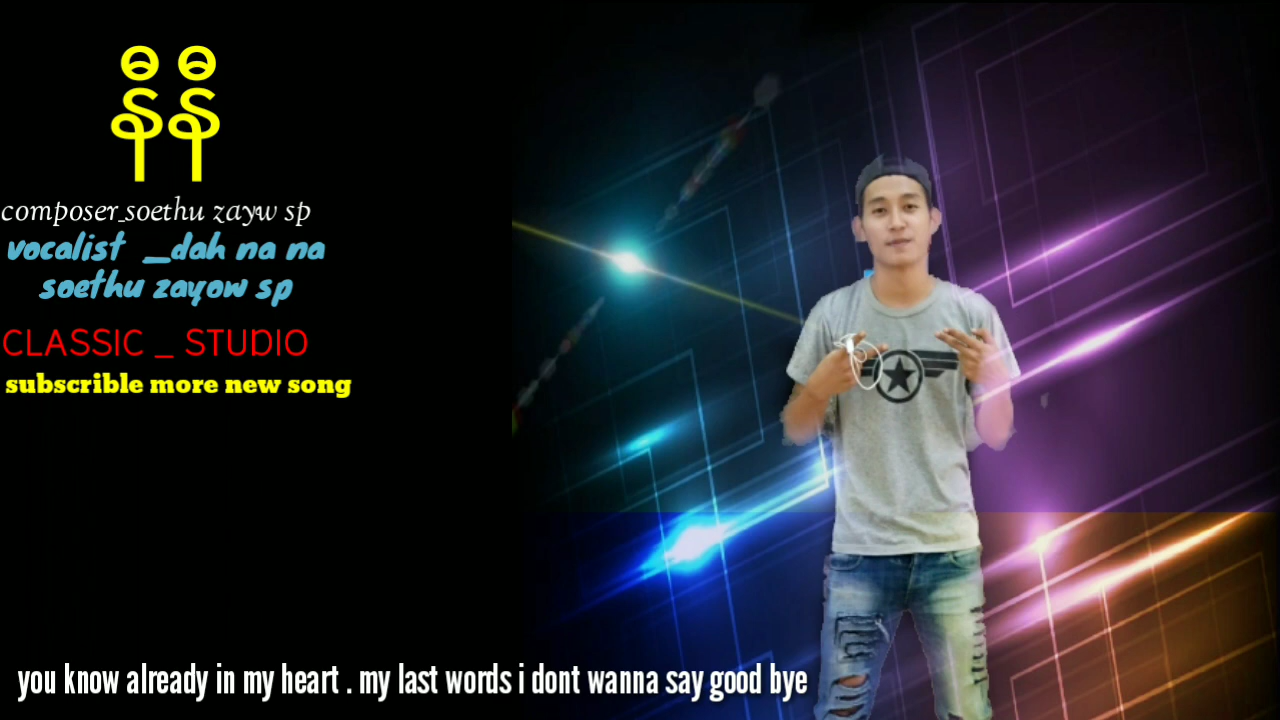 နီနီ
composer_soethu zayw sp
vocalist _dah na na
soethu zayow sp
CLASSIC _ STUDIO
subscrible more new song
you know already in my heart . my last words i dont wanna say good bye